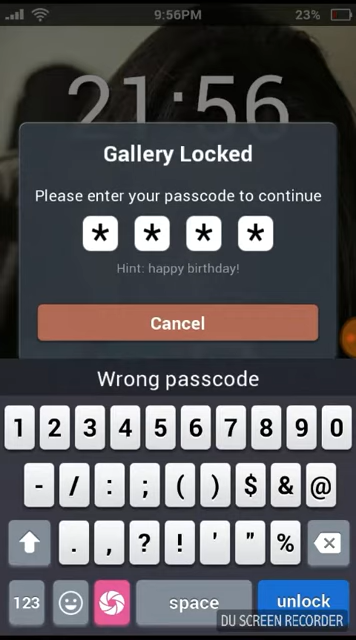 9:56PM 23%
21:56
Gallery Locked
Please enter your passcode to continue
* * * *
Hint: happy birthday!
Cancel
Wrong passcode
1 2 3 4 5 6 7 8 9 0
- / : ; ( ) $ & @
. , ? ! ' " %
123 space unlock
DU SCREEN RECORDER